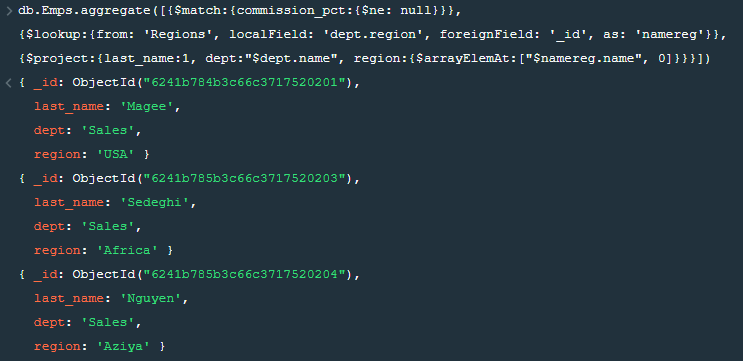 > db.Emps.aggregate([{$match:{commission_pct:{$ne: null}}},
{$lookup:{from: 'Regions', localField: 'dept.region', foreignField: '_id', as: 'namereg'}},
{$project:{last_name:1, dept:"$dept.name", region:{$arrayElemAt:["$namereg.name", 0]}}}])
< { _id: ObjectId("6241b784b3c66c3717520201"),
last_name: 'Magee',
dept: 'Sales',
region: 'USA' }
{ _id: ObjectId("6241b785b3c66c3717520203"),
last_name: 'Sedeghi',
dept: 'Sales',
region: 'Africa' }
{ _id: ObjectId("6241b785b3c66c3717520204"),
last_name: 'Nguyen',
dept: 'Sales',
region: 'Aziya' }